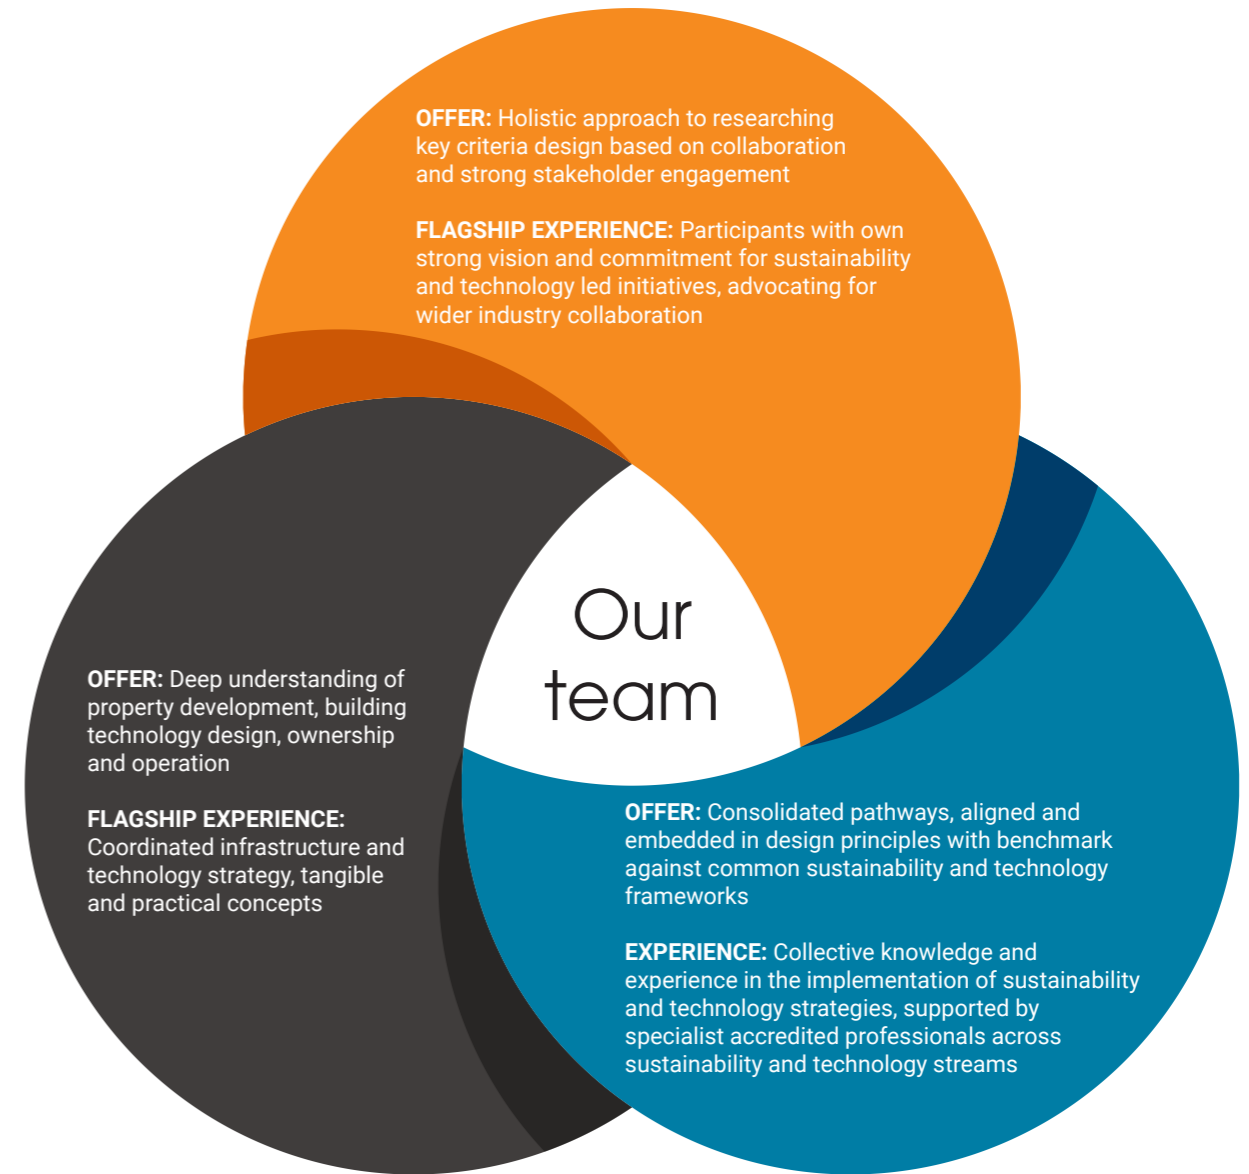 OFFER: Holistic approach to researching
key criteria design based on collaboration
and strong stakeholder engagement
FLAGSHIP EXPERIENCE: Participants with own
strong vision and commitment for sustainability
and technology led initiatives, advocating for
wider industry collaboration
Our
team
OFFER: Deep understanding of
property development, building
technology design, ownership
and operation
FLAGSHIP EXPERIENCE:
Coordinated infrastructure and
technology strategy, tangible
and practical concepts
OFFER: Consolidated pathways, aligned and
embedded in design principles with benchmark
against common sustainability and technology
frameworks
EXPERIENCE: Collective knowledge and
experience in the implementation of sustainability
and technology strategies, supported by
specialist accredited professionals across
sustainability and technology streams